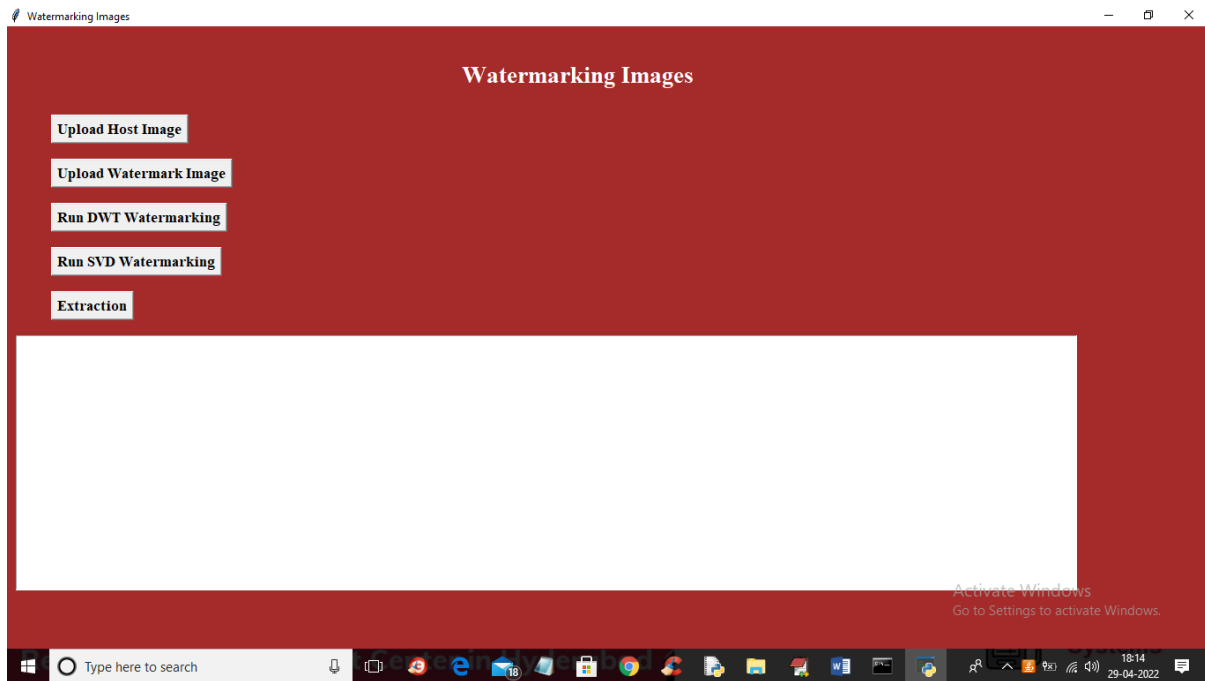 Watermarking Images
Watermarking Images
Upload Host Image
Upload Watermark Image
Run DWT Watermarking
Run SVD Watermarking
Extraction
Activate Windows
Go to Settings to activate Windows.
Type here to search
18
18:14
29-04-2022